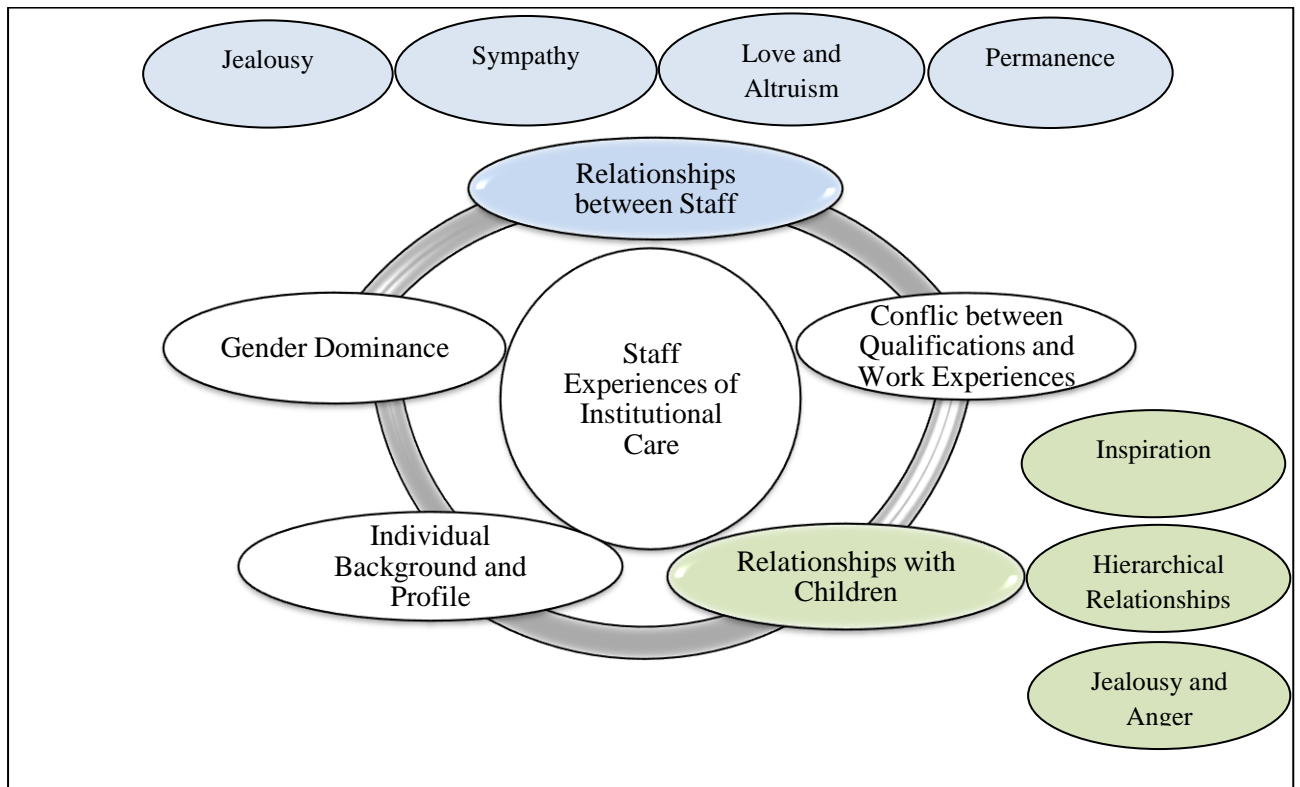 Jealousy
Sympathy
Love and
Altruism
Permanence
Relationships
between Staff
Gender Dominance
Conflic between
Qualifications and
Work Experiences
Staff
Experiences of
Institutional
Care
Inspiration
Individual
Background and
Profile
Relationships with
Children
Hierarchical
Relationships
Jealousy and
Anger